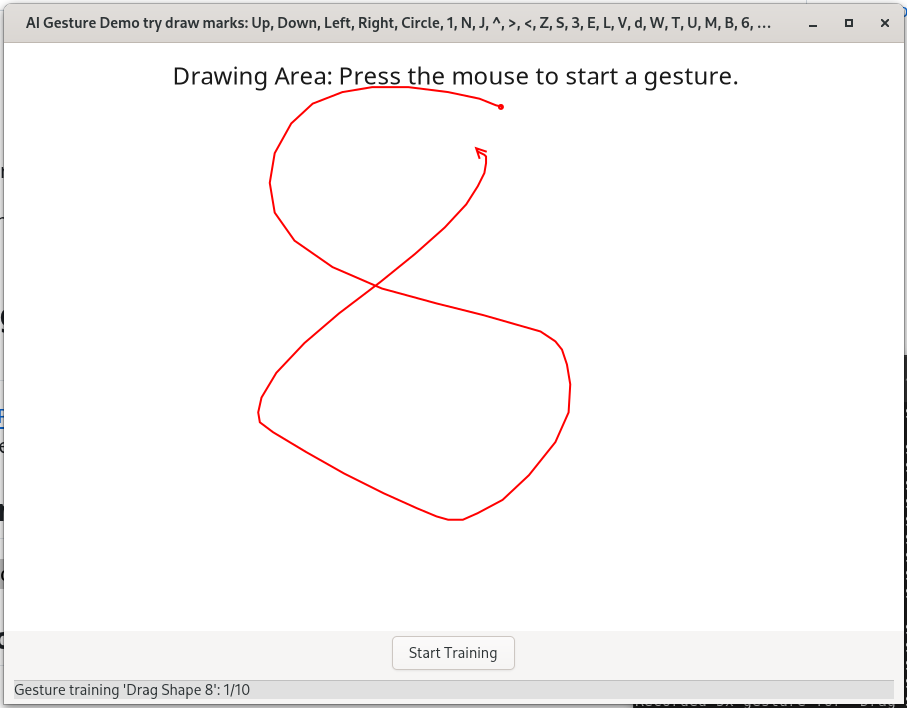 AI Gesture Demo try draw marks: Up, Down, Left, Right, Circle, 1, N, J, ^, >, <, Z, S, 3, E, L, V, d, W, T, U, M, B, 6, ...
Drawing Area: Press the mouse to start a gesture.
Start Training
Gesture training 'Drag Shape 8': 1/10